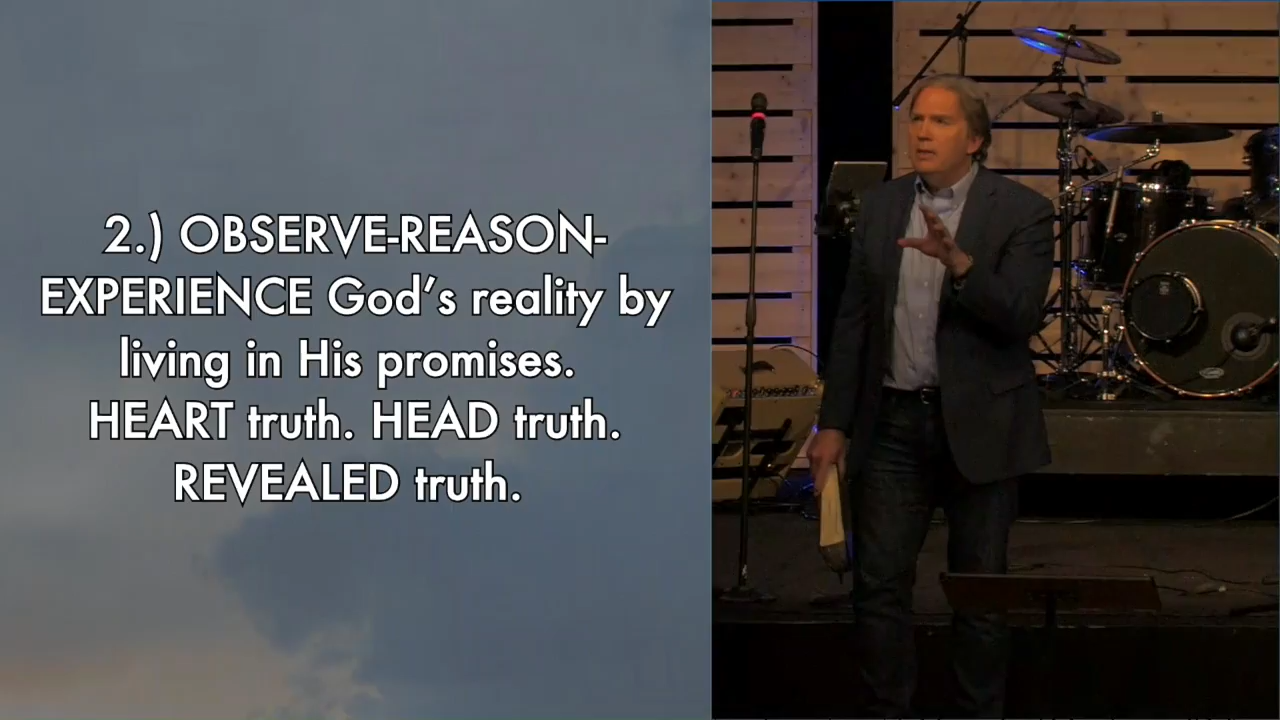 2.) OBSERVE-REASON-
EXPERIENCE God's reality by
living in His promises.
HEART truth. HEAD truth.
REVEALED truth.